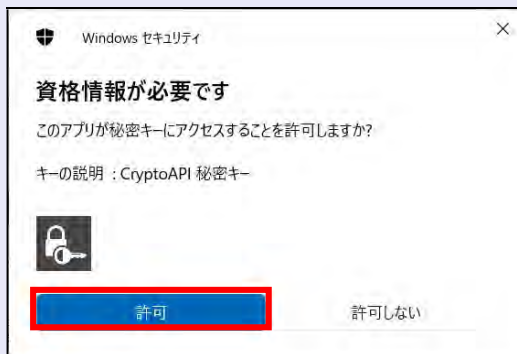 Windows セキュリティ
資格情報が必要です
このアプリが秘密キーにアクセスすることを許可しますか?
キーの説明 : CryptoAPI 秘密キー
許可
許可しない